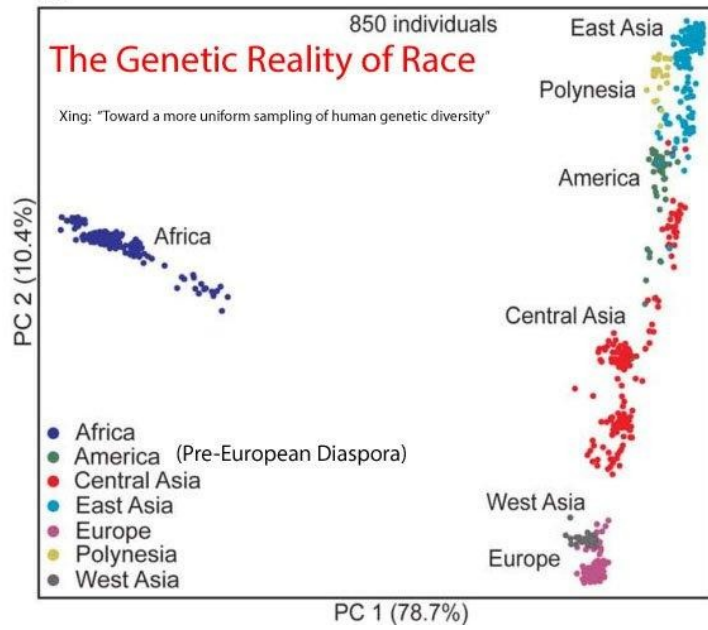 850 individuals
East Asia
The Genetic Reality of Race
Polynesia
Xing: "Toward a more uniform sampling of human genetic diversity"
America
Africa
PC 2 (10.4%)
Central Asia
Africa
America (Pre-European Diaspora)
Central Asia
East Asia
Europe
Polynesia
West Asia
West Asia
Europe
PC 1 (78.7%)